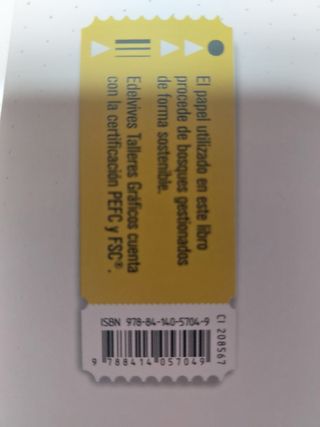 El papel utilizado en este libro
procede de bosques gestionados
de forma sostenible.
Edelvives Talleres Gráficos cuenta
con la certificación PEFC y FSC®.
ISBN 978-84-140-5704-9
9 788414 057049
CI 208567